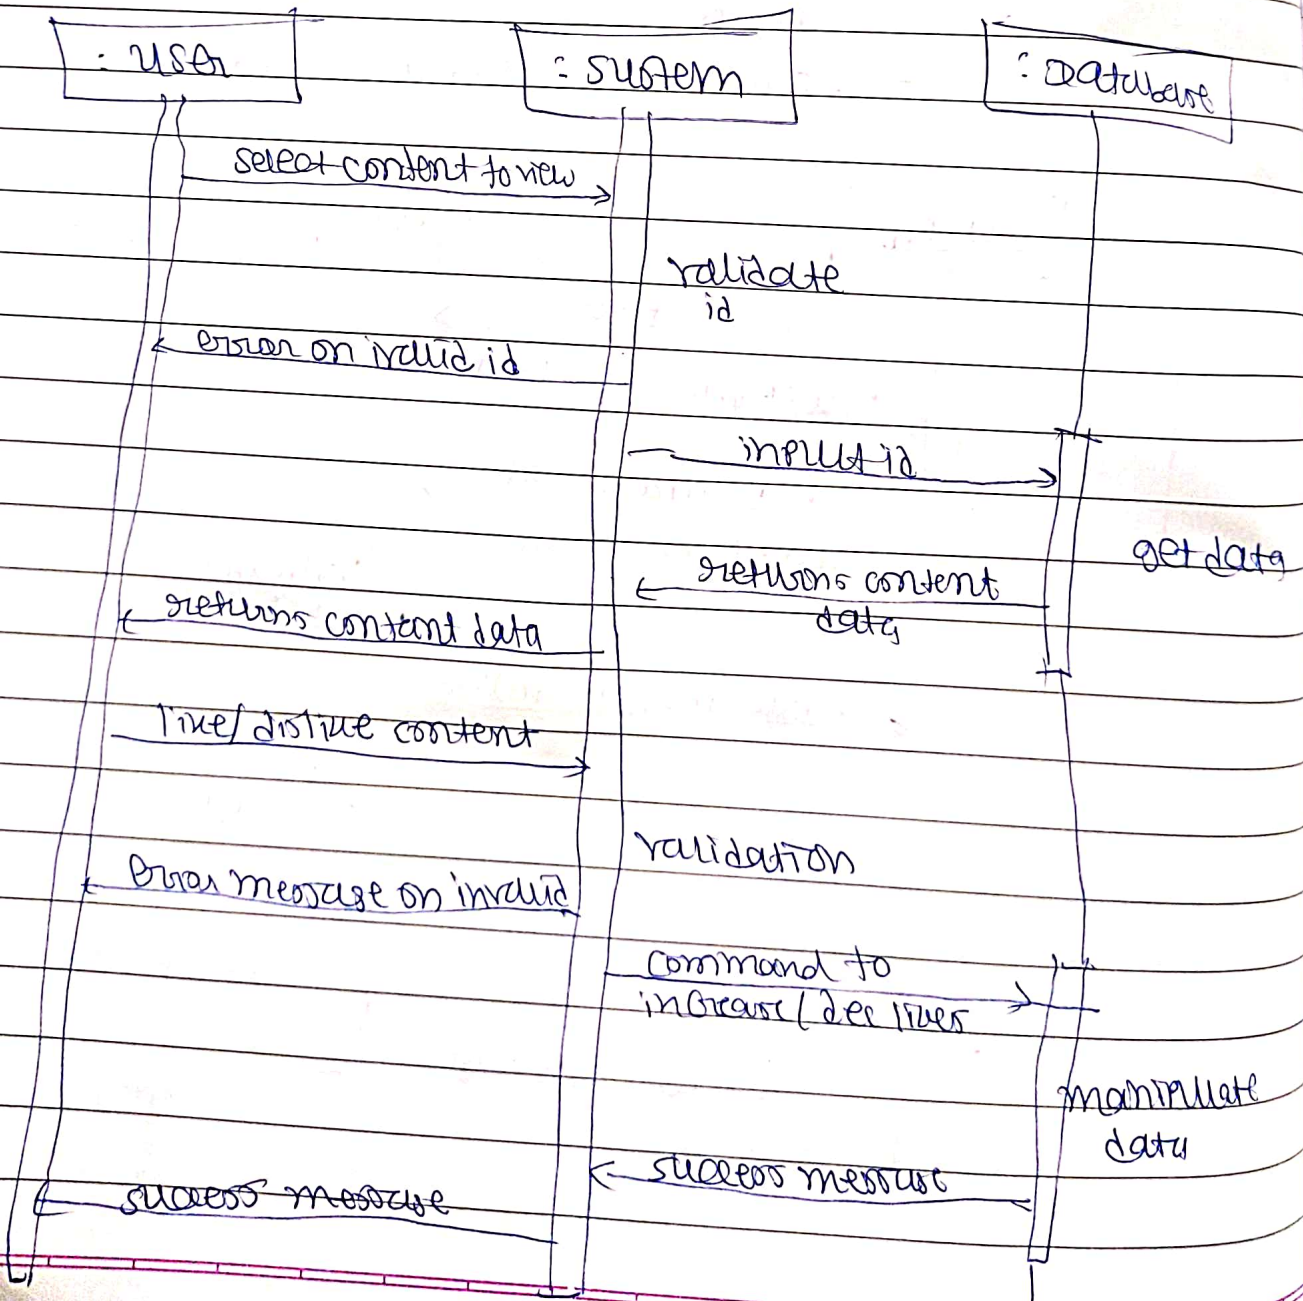 : user
: system
: Database
select content to view
validate
id
error on invalid id
input id
get data
returns content
data
returns content data
like/dislike content
validation
Error message on invalid
command to
increase/dec likes
manipulate
data
success message
success message